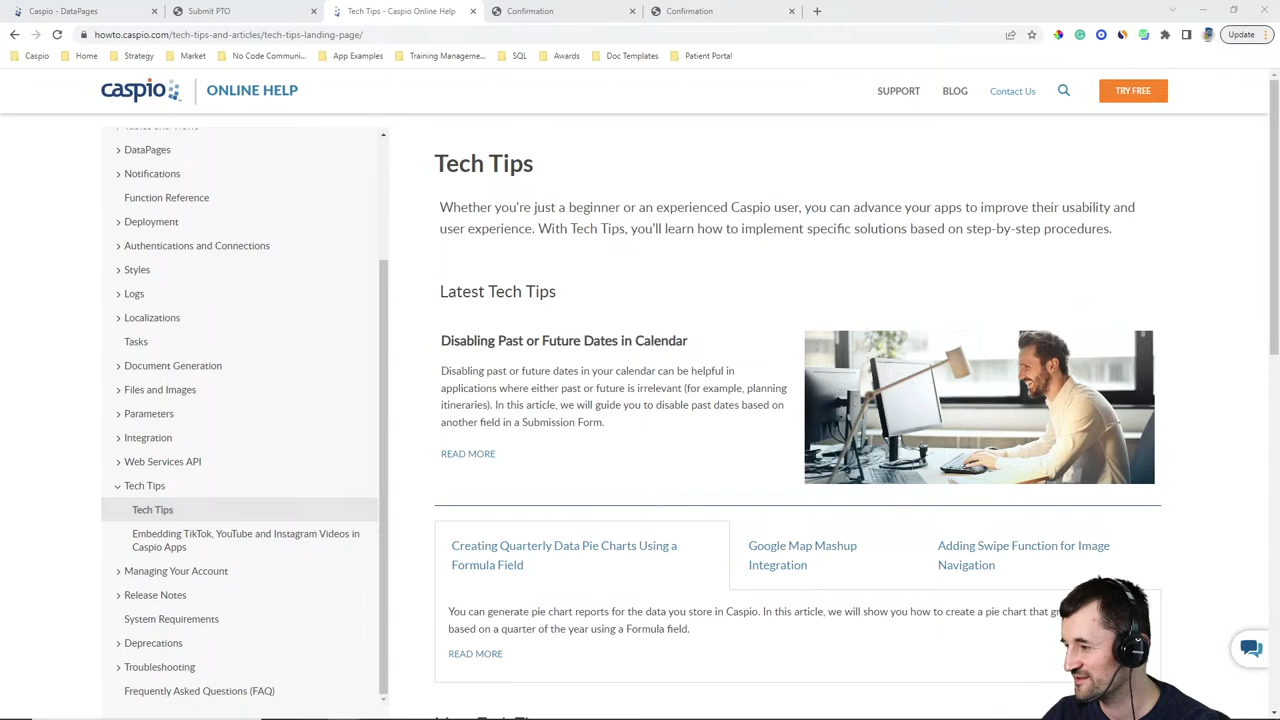 Caspio - DataPages
Submit PTO
Tech Tips - Caspio Online Help
Confirmation
Confirmation
howto.caspio.com/tech-tips-and-articles/tech-tips-landing-page/
Update
Caspio
Home
Strategy
Market
No Code Communi...
App Examples
Training Manageme...
SQL
Awards
Doc Templates
Patient Portal
caspio
ONLINE HELP
SUPPORT
BLOG
Contact Us
TRY FREE
DataPages
Notifications
Function Reference
Deployment
Authentications and Connections
Styles
Logs
Localizations
Tasks
Document Generation
Files and Images
Parameters
Integration
Web Services API
Tech Tips
Tech Tips
Embedding TikTok, YouTube and Instagram Videos in
Caspio Apps
Managing Your Account
Release Notes
System Requirements
Deprecations
Troubleshooting
Frequently Asked Questions (FAQ)
Tech Tips
Whether you're just a beginner or an experienced Caspio user, you can advance your apps to improve their usability and
user experience. With Tech Tips, you'll learn how to implement specific solutions based on step-by-step procedures.
Latest Tech Tips
Disabling Past or Future Dates in Calendar
Disabling past or future dates in your calendar can be helpful in
applications where either past or future is irrelevant (for example, planning
itineraries). In this article, we will guide you to disable past dates based on
another field in a Submission Form.
READ MORE
Creating Quarterly Data Pie Charts Using a
Formula Field
Google Map Mashup
Integration
Adding Swipe Function for Image
Navigation
You can generate pie chart reports for the data you store in Caspio. In this article, we will show you how to create a pie chart that
based on a quarter of the year using a Formula field.
READ MORE